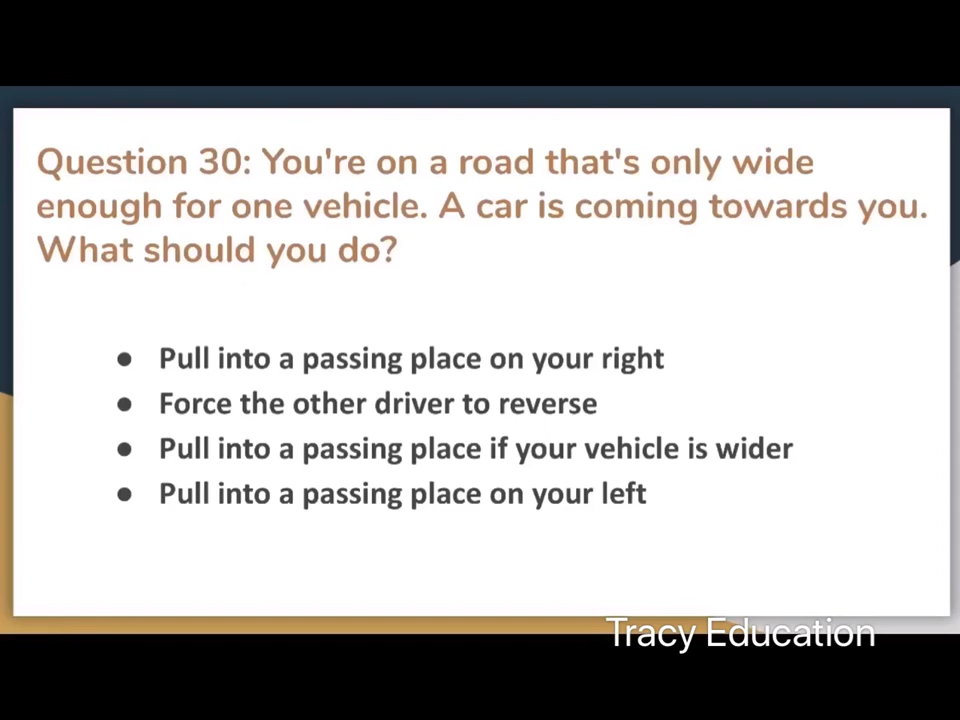 Question 30: You're on a road that's only wide
enough for one vehicle. A car is coming towards you.
What should you do?
● Pull into a passing place on your right
● Force the other driver to reverse
● Pull into a passing place if your vehicle is wider
● Pull into a passing place on your left
Tracy Education